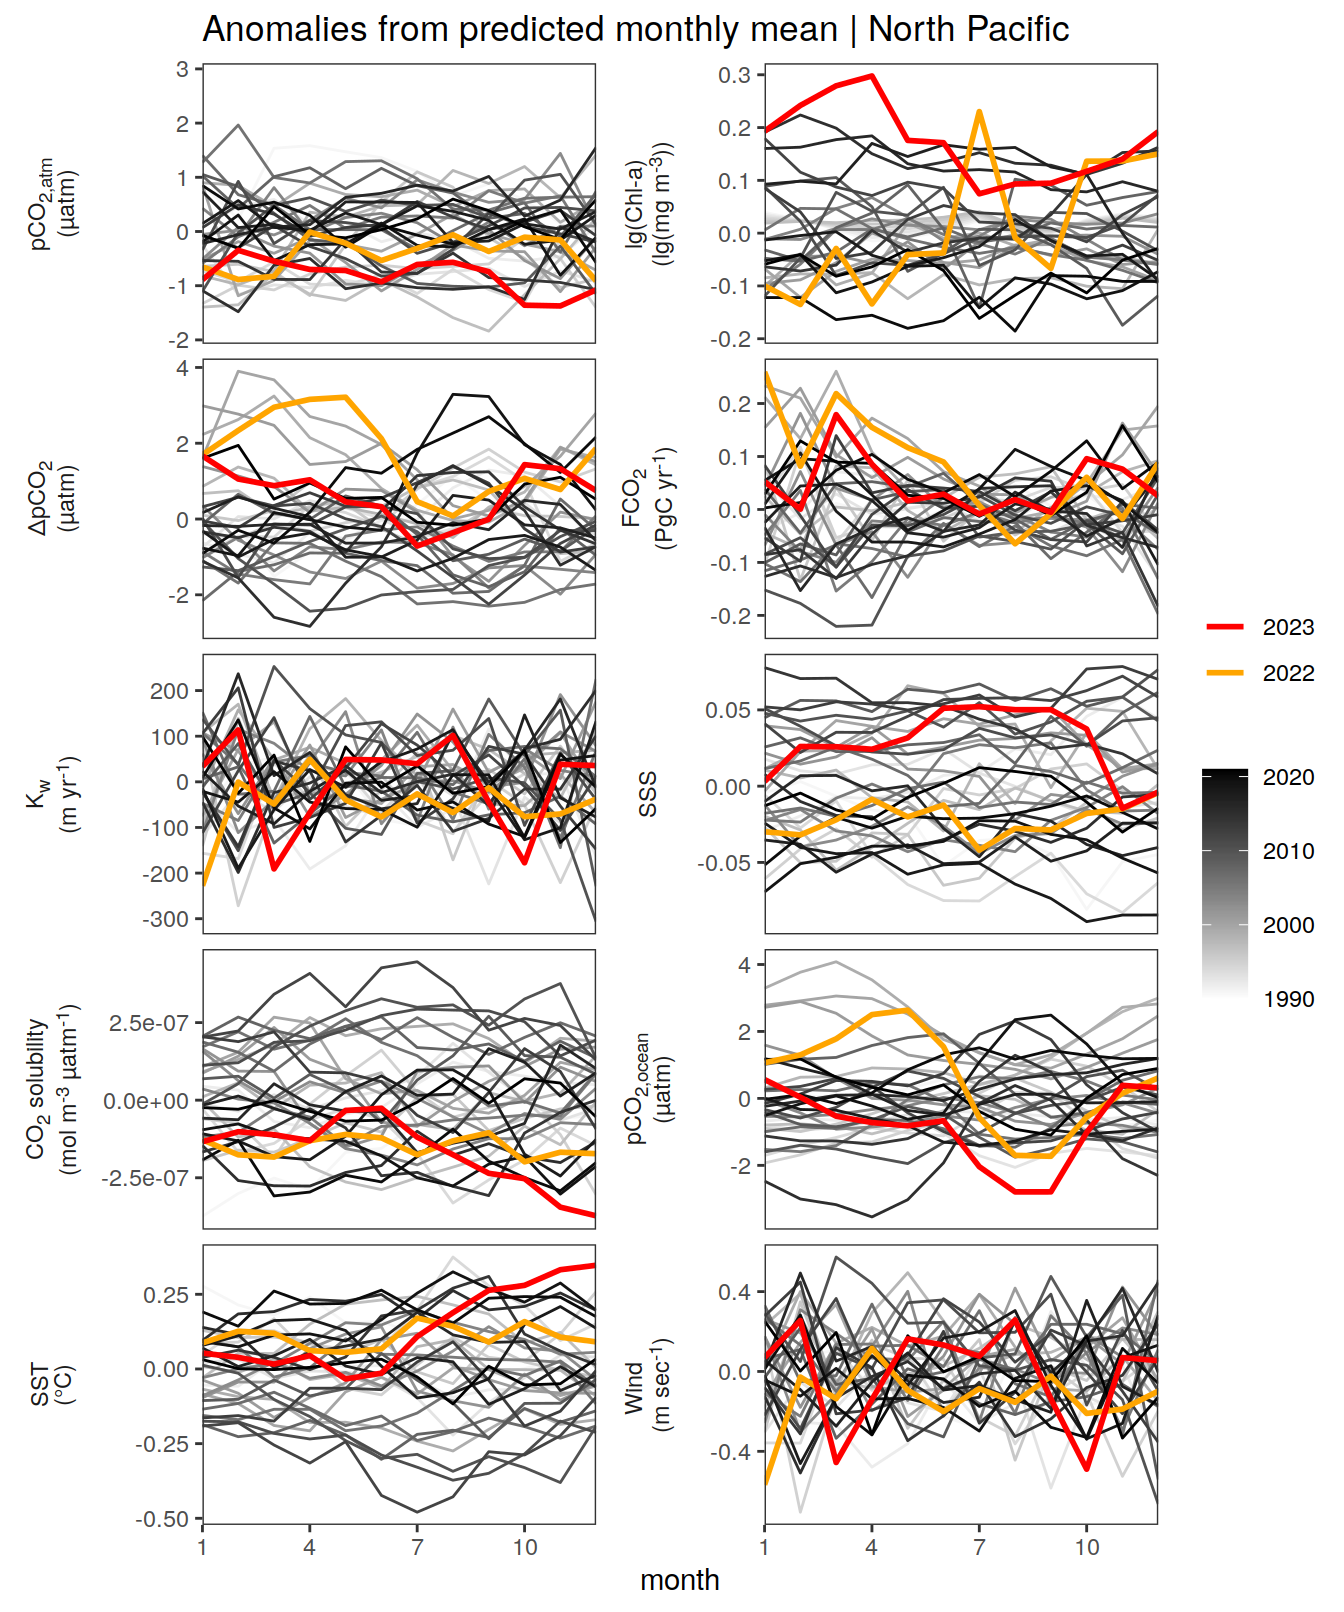 Anomalies from predicted monthly mean | North Pacific
pCO2,atm
(µatm)
3
2
1
0
-1
-2
lg(Chl-a)
(lg(mg m-3))
0.3
0.2
0.1
0.0
-0.1
-0.2
ΔpCO2
(µatm)
4
2
0
-2
FCO2
(PgC yr-1)
0.2
0.1
0.0
-0.1
-0.2
Kw
(m yr-1)
200
100
0
-100
-200
-300
SSS
0.05
0.00
-0.05
CO2 solubility
(mol m-3 µatm-1)
2.5e-07
0.0e+00
-2.5e-07
pCO2,ocean
(µatm)
4
2
0
-2
SST
(°C)
0.25
0.00
-0.25
-0.50
1 4 7 10
Wind
(m sec-1)
0.4
0.0
-0.4
1 4 7 10
month
2023
2022
2020
2010
2000
1990